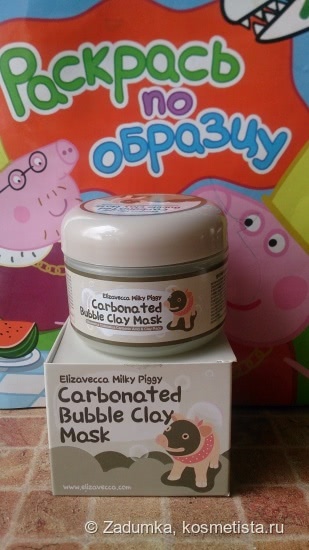 Раскрась
по
образцу
Elizavecca Milky Piggy
Carbonated
Bubble Clay Mask
Elizavecca Milky Piggy
Carbonated
Bubble Clay
Mask
www.elizavecca.com
© Zadumka, kosmetista.ru